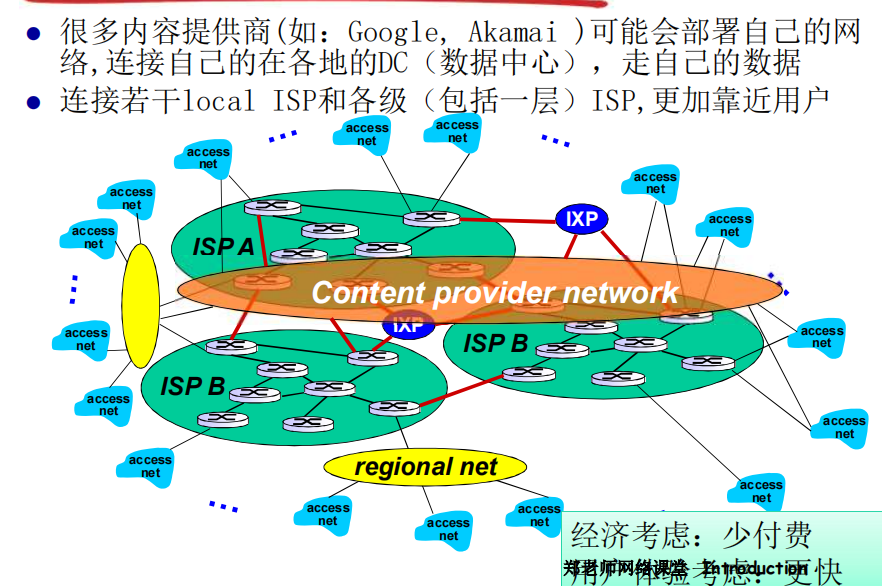 很多内容提供商(如：Google, Akamai )可能会部署自己的网
络,连接自己的在各地的DC（数据中心），走自己的数据
连接若干local ISP和各级（包括一层）ISP,更加靠近用户
access
net
access
net
access
net
access
net
access
net
access
net
access
net
IXP
ISP A
Content provider network
IXP
access
net
access
net
ISP B
ISP B
access
net
access
net
access
net
regional net
access
net
access
net
access
net
access
net
经济考虑：少付费
用户体验考虑：更快
郑老师网络课堂 Introduction